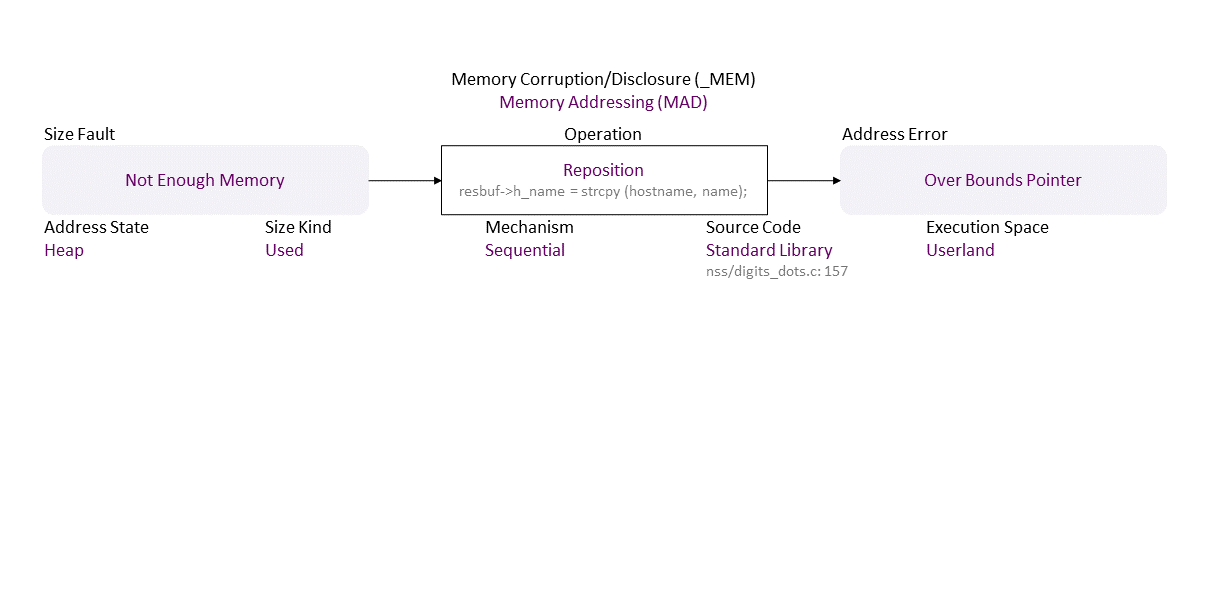 Memory Corruption/Disclosure (_MEM)
Memory Addressing (MAD)
Size Fault
Operation
Address Error
Not Enough Memory
Reposition
resbuf->h_name = strcpy (hostname, name);
Over Bounds Pointer
Address State
Size Kind
Mechanism
Source Code
Execution Space
Heap
Used
Sequential
Standard Library
Userland
nss/digits_dots.c: 157